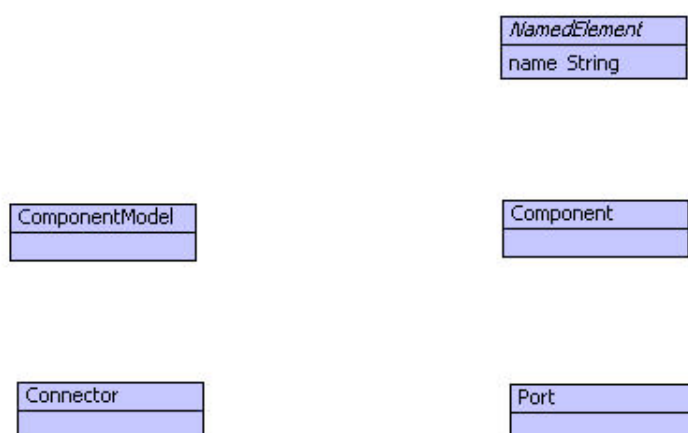 NamedElement
name String
ComponentModel
Component
Connector
Port